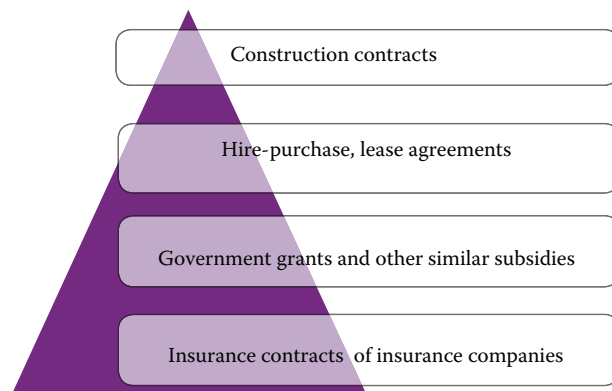 Construction contracts
Hire-purchase, lease agreements
Government grants and other similar subsidies
Insurance contracts of insurance companies